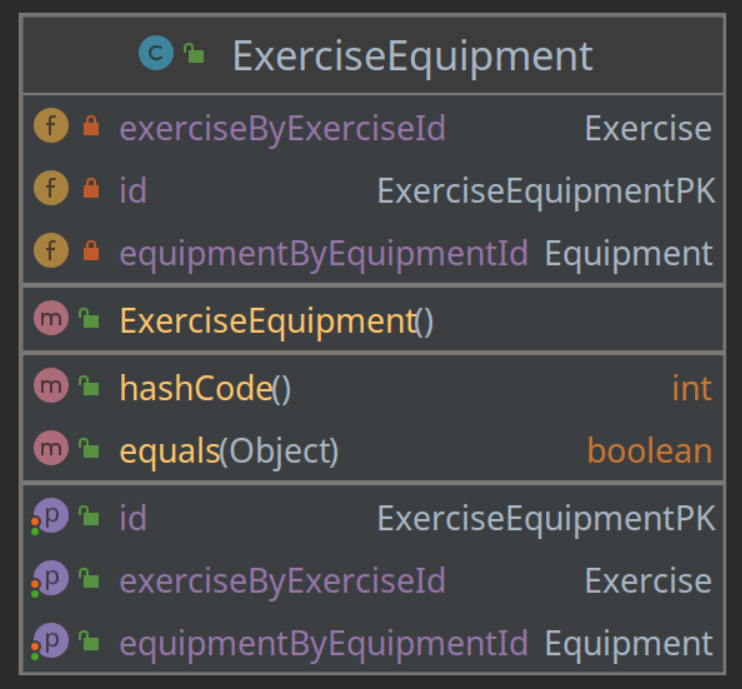 C ExerciseEquipment
f exerciseByExerciseId Exercise
f id ExerciseEquipmentPK
f equipmentByEquipmentId Equipment
m ExerciseEquipment()
m hashCode() int
m equals(Object) boolean
p id ExerciseEquipmentPK
p exerciseByExerciseId Exercise
p equipmentByEquipmentId Equipment